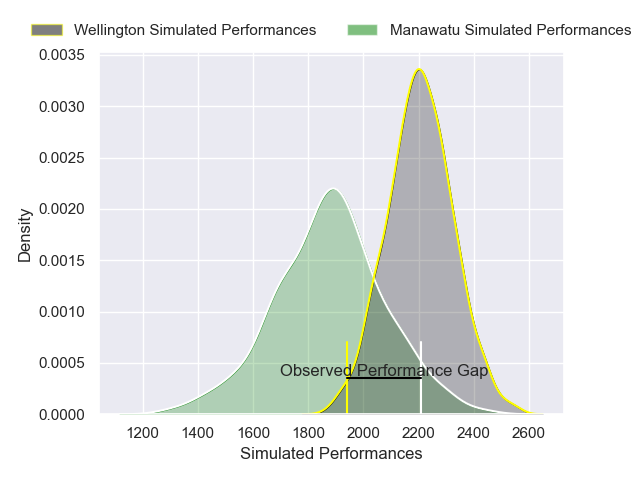 Wellington Simulated Performances
Manawatu Simulated Performances
0.0035
0.0030
0.0025
0.0020
0.0015
0.0010
0.0005
0.0000
Density
Observed Performance Gap
1200 1400 1600 1800 2000 2200 2400 2600
Simulated Performances